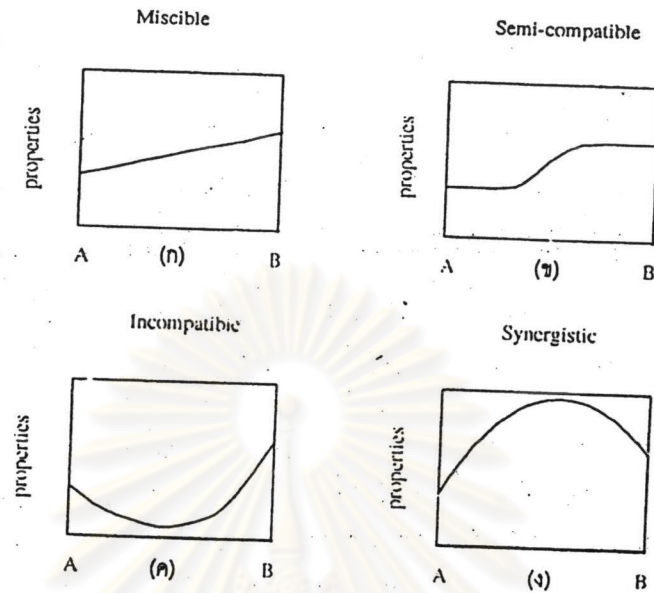 Miscible
properties
A (ก) B
Semi-compatible
properties
A (ข) B
Incompatible
properties
A (ค) B
Synergistic
properties
A (ง) B